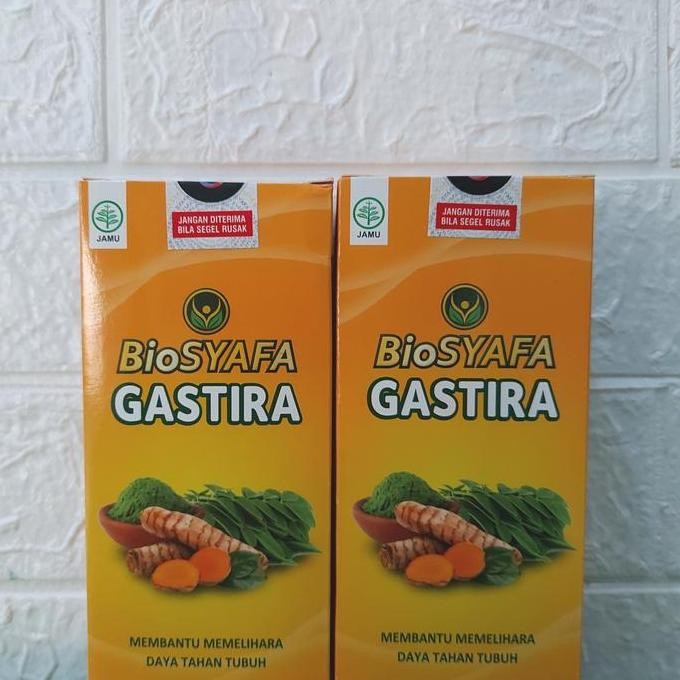 JAMU
JANGAN DITERIMA
BILA SEGEL RUSAK
BioSYAFA
GASTIRA
MEMBANTU MEMELIHARA
DAYA TAHAN TUBUH
JAMU
JANGAN DITERIMA
BILA SEGEL RUSAK
BioSYAFA
GASTIRA
MEMBANTU MEMELIHARA
DAYA TAHAN TUBUH